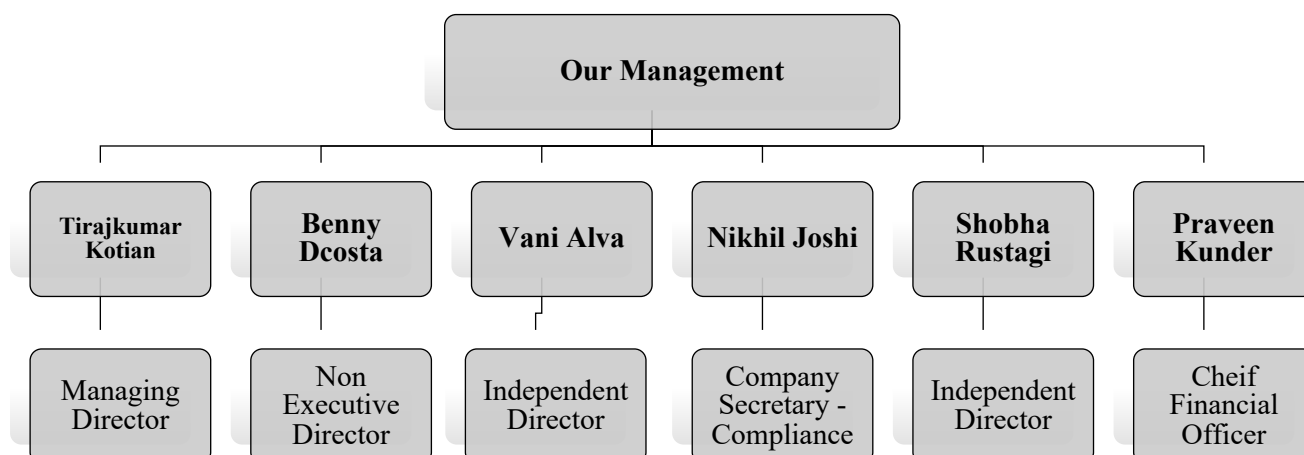 Our Management
Tirajkumar
Kotian
Benny
Dcosta
Vani Alva
Nikhil Joshi
Shobha
Rustagi
Praveen
Kunder
Managing
Director
Non
Executive
Director
Independent
Director
Company
Secretary -
Compliance
Independent
Director
Cheif
Financial
Officer